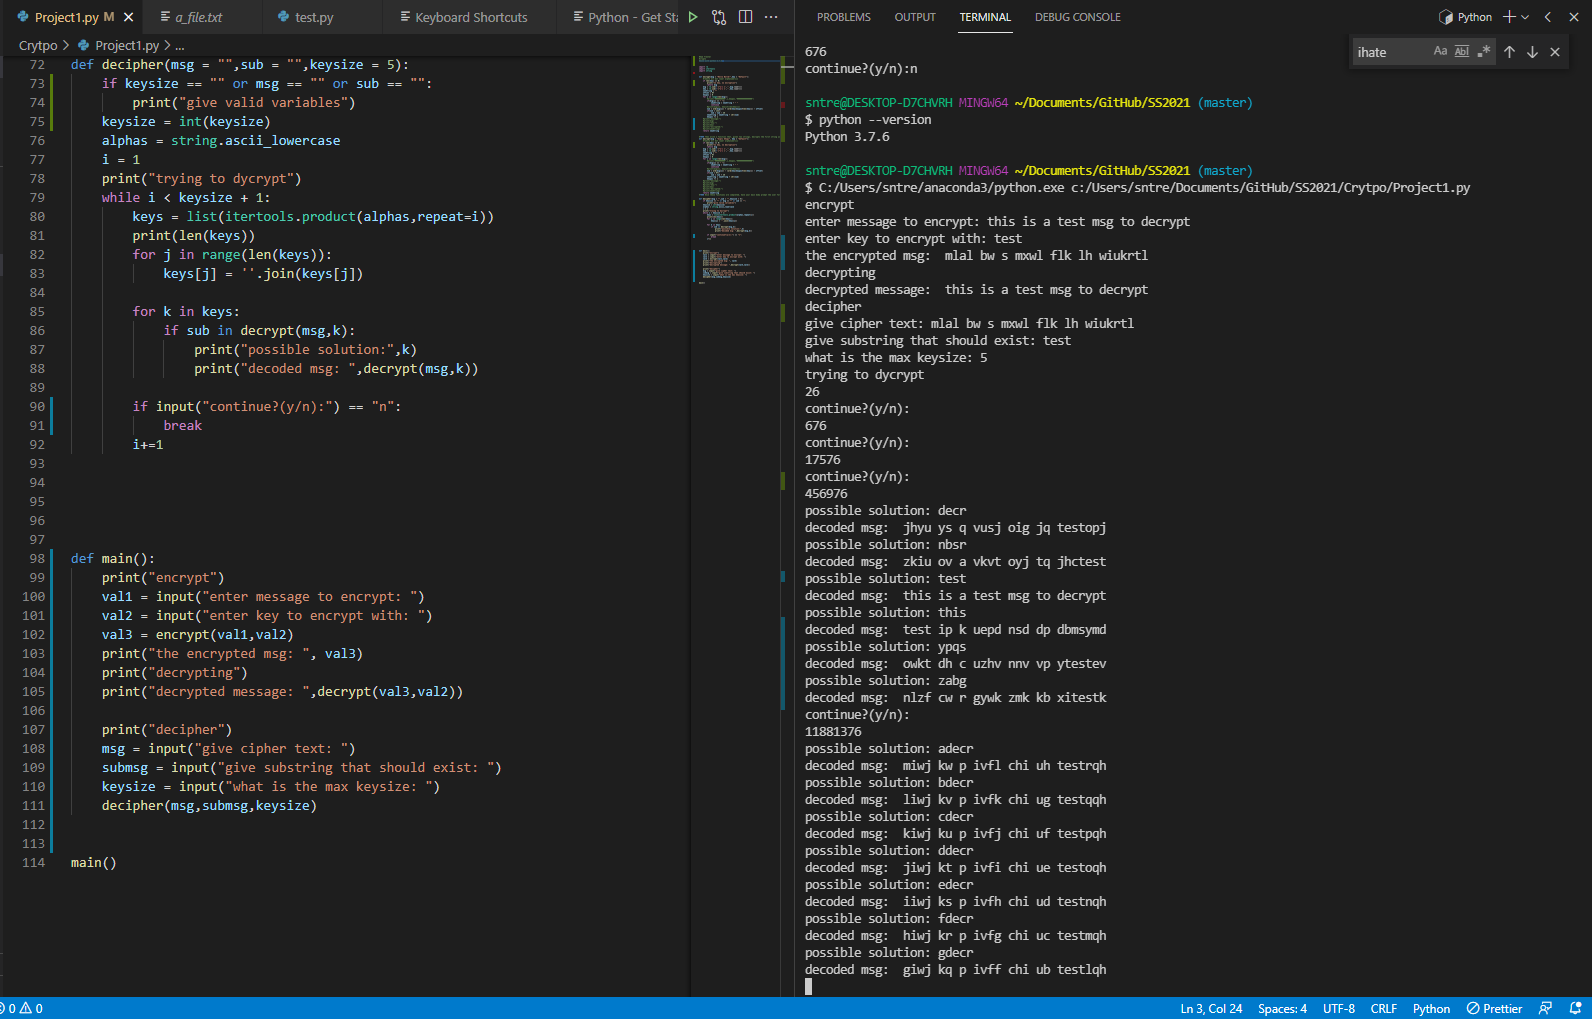 Project1.py M
a_file.txt
test.py
Keyboard Shortcuts
Python - Get Sta
Crytpo > Project1.py > ...
72 def decipher(msg = "",sub = "",keysize = 5):
73 if keysize == "" or msg == "" or sub == "":
74 print("give valid variables")
75 keysize = int(keysize)
76 alphas = string.ascii_lowercase
77 i = 1
78 print("trying to dycrypt")
79 while i < keysize + 1:
80 keys = list(itertools.product(alphas,repeat=i))
81 print(len(keys))
82 for j in range(len(keys)):
83 keys[j] = ''.join(keys[j])
84
85 for k in keys:
86 if sub in decrypt(msg,k):
87 print("possible solution:",k)
88 print("decoded msg: ",decrypt(msg,k))
89
90 if input("continue?(y/n):") == "n":
91 break
92 i+=1
93
94
95
96
97
98 def main():
99 print("encrypt")
100 val1 = input("enter message to encrypt: ")
101 val2 = input("enter key to encrypt with: ")
102 val3 = encrypt(val1,val2)
103 print("the encrypted msg: ", val3)
104 print("decrypting")
105 print("decrypted message: ",decrypt(val3,val2))
106
107 print("decipher")
108 msg = input("give cipher text: ")
109 submsg = input("give substring that should exist: ")
110 keysize = input("what is the max keysize: ")
111 decipher(msg,submsg,keysize)
112
113
114 main()
PROBLEMS OUTPUT TERMINAL DEBUG CONSOLE
Python
ihate
Aa Abl .*
676
continue?(y/n):n
sntre@DESKTOP-D7CHVRH MINGW64 ~/Documents/GitHub/SS2021 (master)
$ python --version
Python 3.7.6
sntre@DESKTOP-D7CHVRH MINGW64 ~/Documents/GitHub/SS2021 (master)
$ C:/Users/sntre/anaconda3/python.exe c:/Users/sntre/Documents/GitHub/SS2021/Crytpo/Project1.py
encrypt
enter message to encrypt: this is a test msg to decrypt
enter key to encrypt with: test
the encrypted msg:  mlal bw s mxwl flk lh wiukrtl
decrypting
decrypted message:  this is a test msg to decrypt
decipher
give cipher text: mlal bw s mxwl flk lh wiukrtl
give substring that should exist: test
what is the max keysize: 5
trying to dycrypt
26
continue?(y/n):
676
continue?(y/n):
17576
continue?(y/n):
456976
possible solution: decr
decoded msg:  jhyu ys q vusj oig jq testopj
possible solution: nbsr
decoded msg:  zkiu ov a vkvt oyj tq jhctest
possible solution: test
decoded msg:  this is a test msg to decrypt
possible solution: this
decoded msg:  test ip k uepd nsd dp dbmsymd
possible solution: ypqs
decoded msg:  owkt dh c uzhv nnv vp ytestev
possible solution: zabg
decoded msg:  nlzf cw r gywk zmk kb xitestk
continue?(y/n):
11881376
possible solution: adecr
decoded msg:  miwj kw p ivfl chi uh testrqh
possible solution: bdecr
decoded msg:  liwj kv p ivfk chi ug testqqh
possible solution: cdecr
decoded msg:  kiwj ku p ivfj chi uf testpqh
possible solution: ddecr
decoded msg:  jiwj kt p ivfi chi ue testoqh
possible solution: edecr
decoded msg:  iiwj ks p ivfh chi ud testnqh
possible solution: fdecr
decoded msg:  hiwj kr p ivfg chi uc testmqh
possible solution: gdecr
decoded msg:  giwj kq p ivff chi ub testlqh
0 0
Ln 3, Col 24 Spaces: 4 UTF-8 CRLF Python Prettier